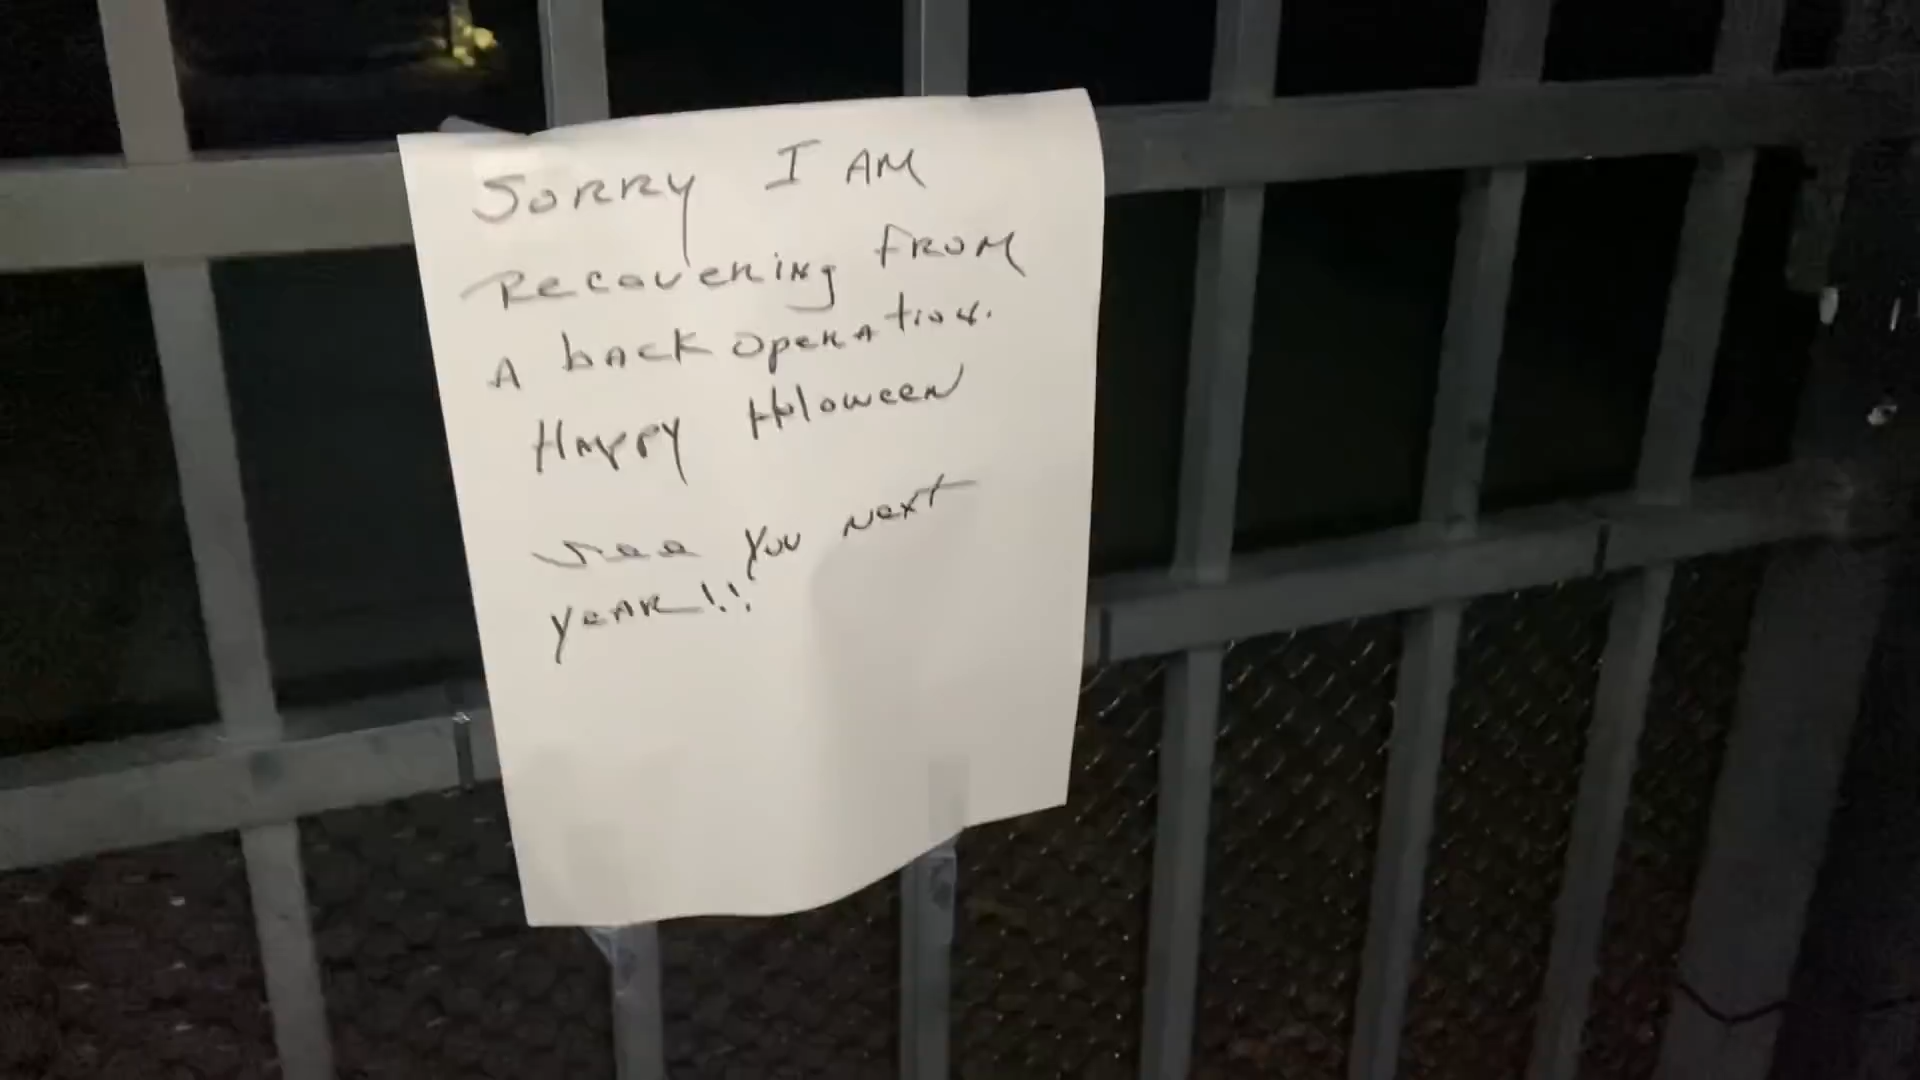 Sorry I AM
Recovering from
A back operation.
Happy Holoween
See you next
year!!